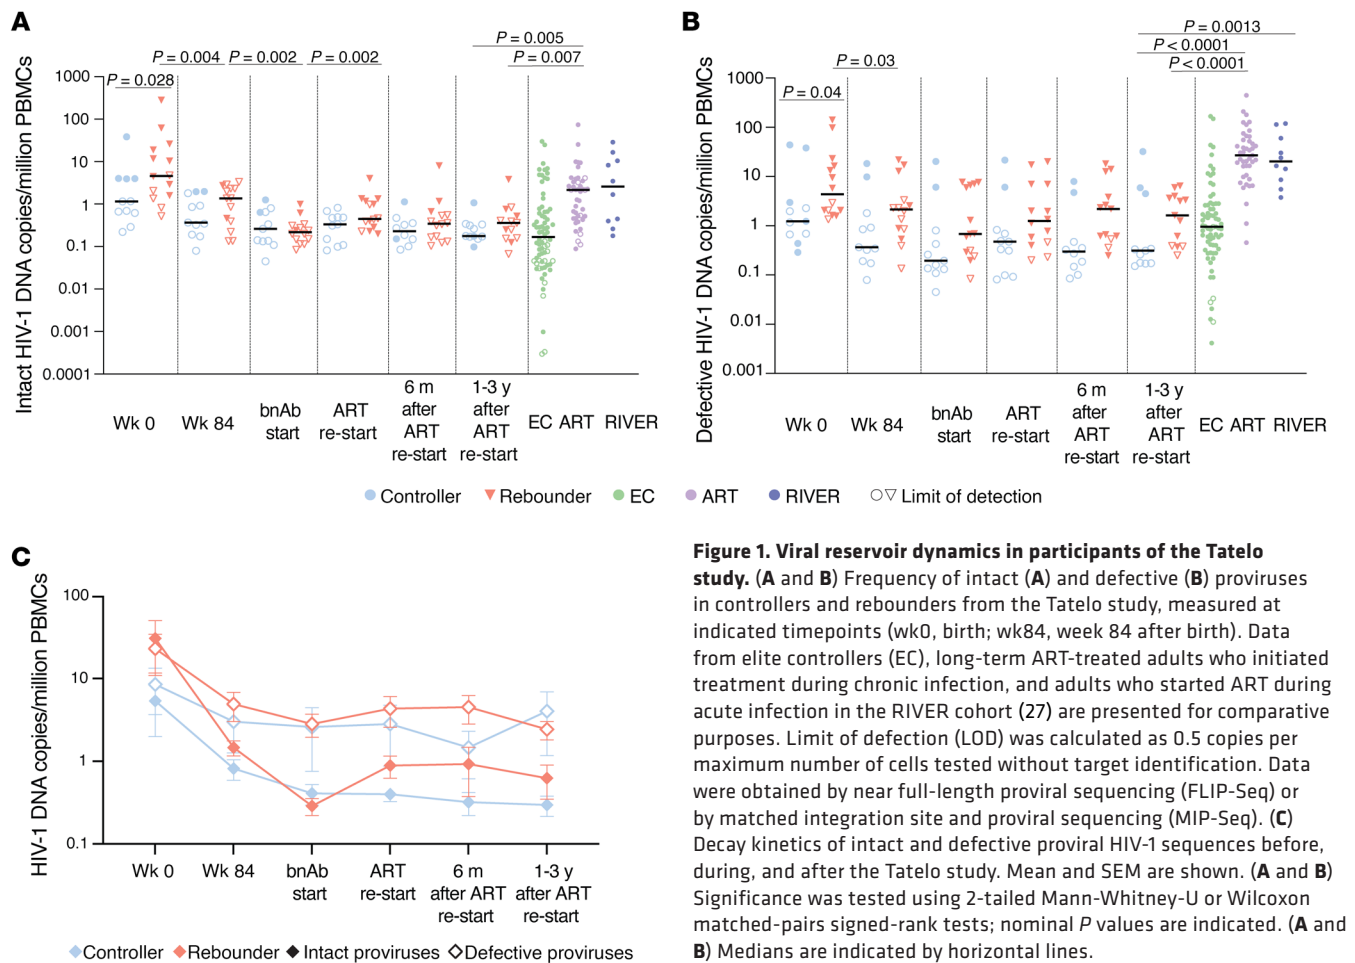 A
P = 0.005
P = 0.004
P = 0.002
P = 0.002
P = 0.007
P = 0.028
Intact HIV-1 DNA copies/million PBMCs
1000
100
10
1
0.1
0.01
0.001
0.0001
Wk 0
Wk 84
bnAb
start
ART
re-start
6 m
after
ART
re-start
1-3 y
after
ART
re-start
EC
ART
RIVER
B
P = 0.0013
P < 0.0001
P = 0.03
P < 0.0001
P = 0.04
Defective HIV-1 DNA copies/million PBMCs
1000
100
10
1
0.1
0.01
.001
Wk 0
Wk 84
bnAb
start
ART
re-start
6 m
after
ART
re-start
1-3 y
after
ART
re-start
EC
ART
RIVER
Controller
Rebounder
EC
ART
RIVER
Limit of detection
C
HIV-1 DNA copies/million PBMCs
100
10
1
0.1
Wk 0
Wk 84
bnAb
start
ART
re-start
6 m
after ART
re-start
1-3 y
after ART
re-start
Controller
Rebounder
Intact proviruses
Defective proviruses
Figure 1. Viral reservoir dynamics in participants of the Tatelo
study. (A and B) Frequency of intact (A) and defective (B) proviruses
in controllers and rebounders from the Tatelo study, measured at
indicated timepoints (wk0, birth; wk84, week 84 after birth). Data
from elite controllers (EC), long-term ART-treated adults who initiated
treatment during chronic infection, and adults who started ART during
acute infection in the RIVER cohort (27) are presented for comparative
purposes. Limit of defection (LOD) was calculated as 0.5 copies per
maximum number of cells tested without target identification. Data
were obtained by near full-length proviral sequencing (FLIP-Seq) or
by matched integration site and proviral sequencing (MIP-Seq). (C)
Decay kinetics of intact and defective proviral HIV-1 sequences before,
during, and after the Tatelo study. Mean and SEM are shown. (A and B)
Significance was tested using 2-tailed Mann-Whitney-U or Wilcoxon
matched-pairs signed-rank tests; nominal P values are indicated. (A and
B) Medians are indicated by horizontal lines.